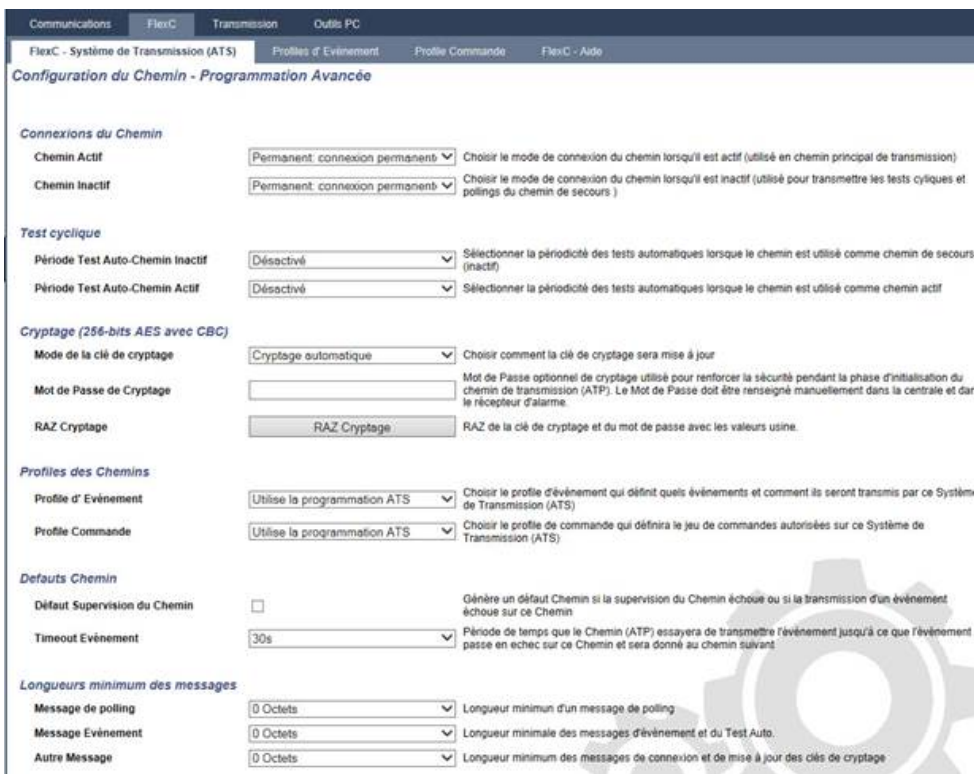 Communications FlexC Transmission Outils PC
FlexC - Système de Transmission (ATS) Profiles d' Evènement Profile Commande FlexC - Aide
Configuration du Chemin - Programmation Avancée
Connexions du Chemin
Chemin Actif Permanent: connexion permanent Choisir le mode de connexion du chemin lorsqu'il est actif (utilisé en chemin principal de transmission)
Chemin Inactif Permanent: connexion permanent Choisir le mode de connexion du chemin lorsqu'il est inactif (utilisé pour transmettre les tests cyliques et
pollings du chemin de secours )
Test cyclique
Période Test Auto-Chemin Inactif Désactivé Sélectionner la périodicité des tests automatiques lorsque le chemin est utilisé comme chemin de secours
(inactif)
Période Test Auto-Chemin Actif Désactivé Sélectionner la périodicité des tests automatiques lorsque le chemin est utilisé comme chemin actif
Cryptage (256-bits AES avec CBC)
Mode de la clé de cryptage Cryptage automatique Choisir comment la clé de cryptage sera mise à jour
Mot de Passe de Cryptage Mot de Passe optionnel de cryptage utilisé pour renforcer la sécurité pendant la phase d'initialisation du
chemin de transmission (ATP). Le Mot de Passe doit être renseigné manuellement dans la centrale et dan
le récepteur d'alarme.
RAZ Cryptage RAZ Cryptage RAZ de la clé de cryptage et du mot de passe avec les valeurs usine.
Profiles des Chemins
Profile d' Evènement Utilise la programmation ATS Choisir le profile d'évènement qui définit quels évènements et comment ils seront transmis par ce Système
de Transmission (ATS)
Profile Commande Utilise la programmation ATS Choisir le profile de commande qui définira le jeu de commandes autorisées sur ce Système de
Transmission (ATS)
Defauts Chemin
Défaut Supervision du Chemin Génère un défaut Chemin si la supervision du Chemin échoue ou si la transmission d'un évènement
échoue sur ce Chemin
Timeout Evènement 30s Période de temps que le Chemin (ATP) essayera de transmettre l'évènement jusqu'à ce que l'évènement
passe en echec sur ce Chemin et sera donné au chemin suivant
Longueurs minimum des messages
Message de polling 0 Octets Longueur minimun d'un message de polling
Message Evènement 0 Octets Longueur minimale des messages d'évènement et du Test Auto.
Autre Message 0 Octets Longueur minimum des messages de connexion et de mise à jour des clés de cryptage